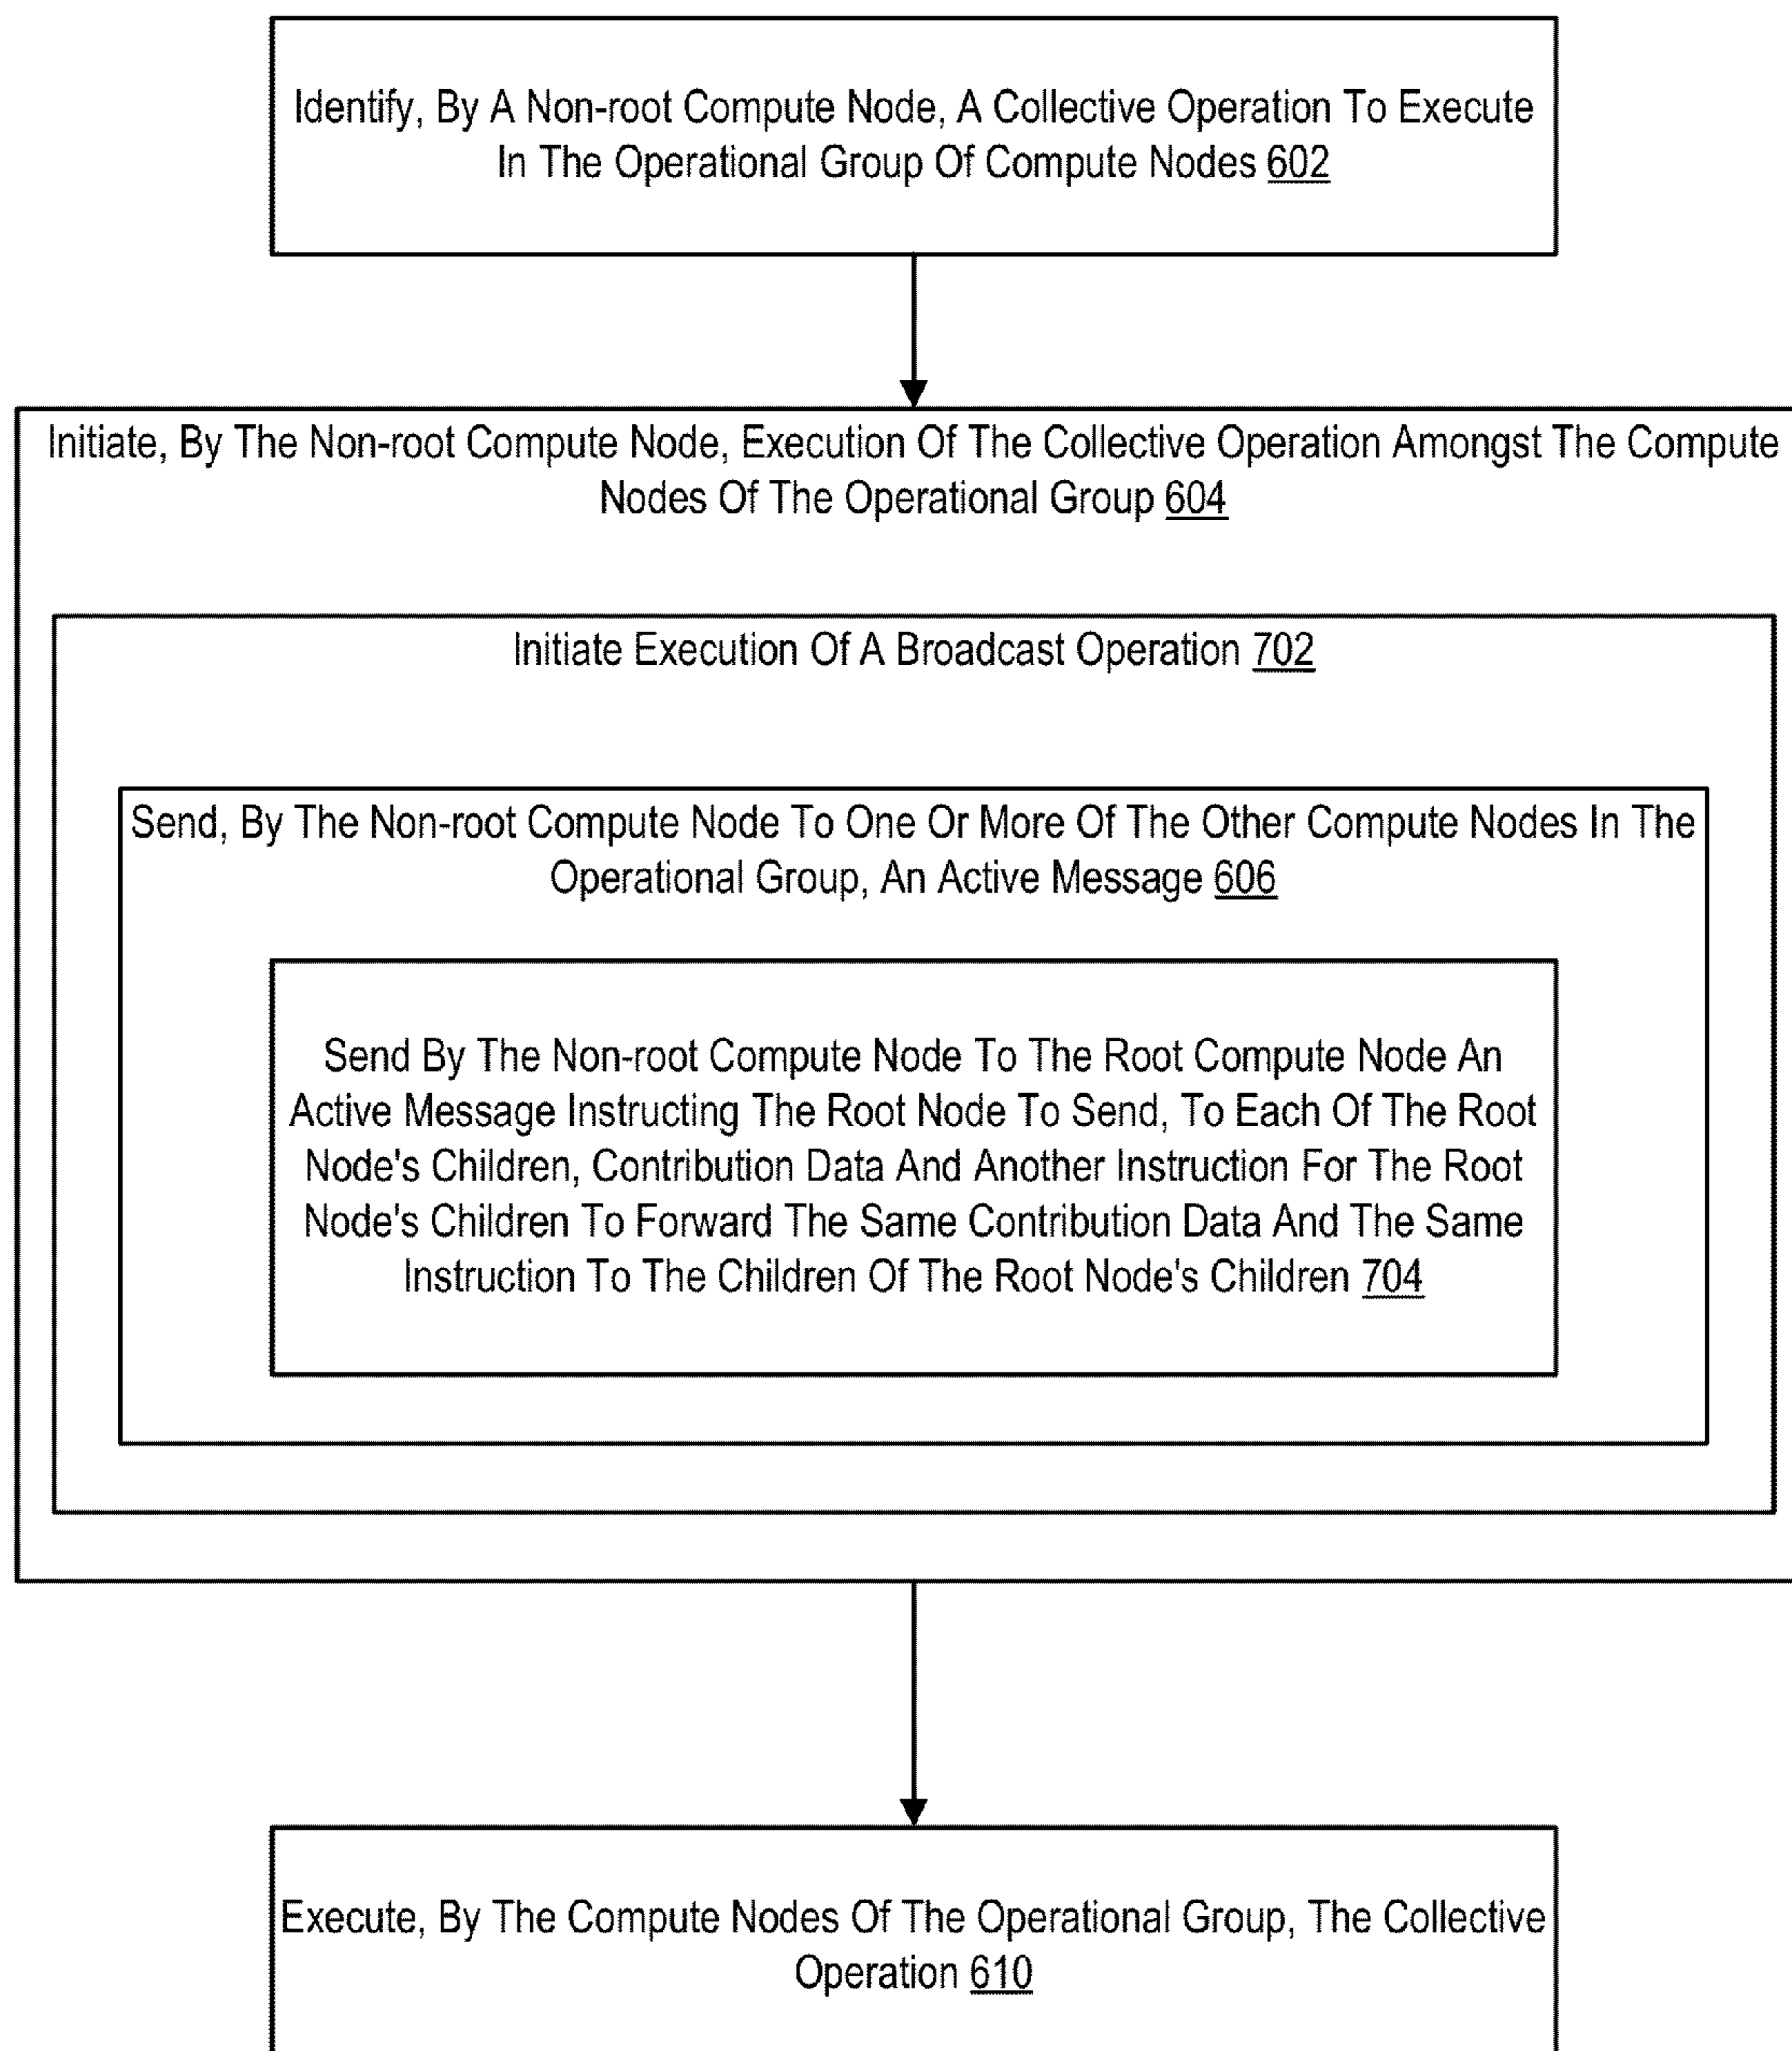 Identify, By A Non-root Compute Node, A Collective Operation To Execute
In The Operational Group Of Compute Nodes 602
Initiate, By The Non-root Compute Node, Execution Of The Collective Operation Amongst The Compute
Nodes Of The Operational Group 604
Initiate Execution Of A Broadcast Operation 702
Send, By The Non-root Compute Node To One Or More Of The Other Compute Nodes In The
Operational Group, An Active Message 606
Send By The Non-root Compute Node To The Root Compute Node An
Active Message Instructing The Root Node To Send, To Each Of The Root
Node's Children, Contribution Data And Another Instruction For The Root
Node's Children To Forward The Same Contribution Data And The Same
Instruction To The Children Of The Root Node's Children 704
Execute, By The Compute Nodes Of The Operational Group, The Collective
Operation 610